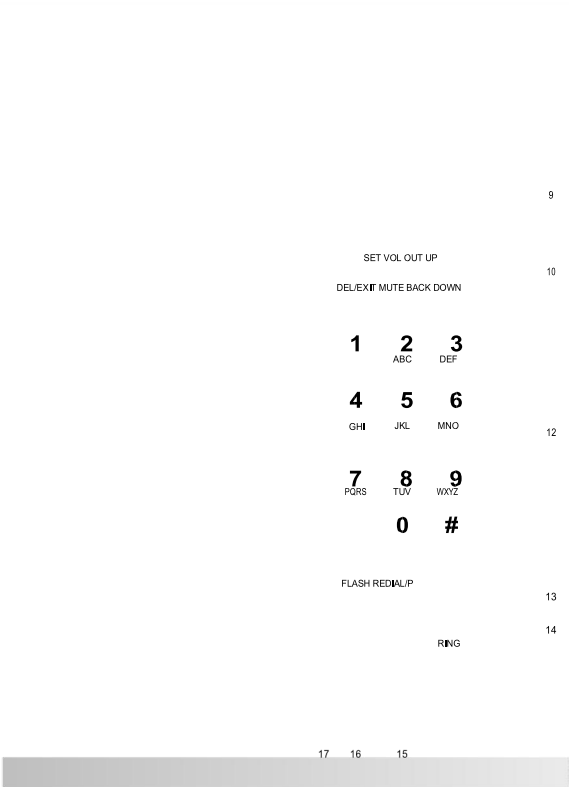 9
SET VOL OUT UP
10
DEL/EXIT MUTE BACK DOWN
1 2 3
ABC DEF
4 5 6
GHI JKL MNO
12
7 8 9
PQRS TUV WXYZ
0 #
FLASH REDIAL/P
13
14
RING
17 16 15